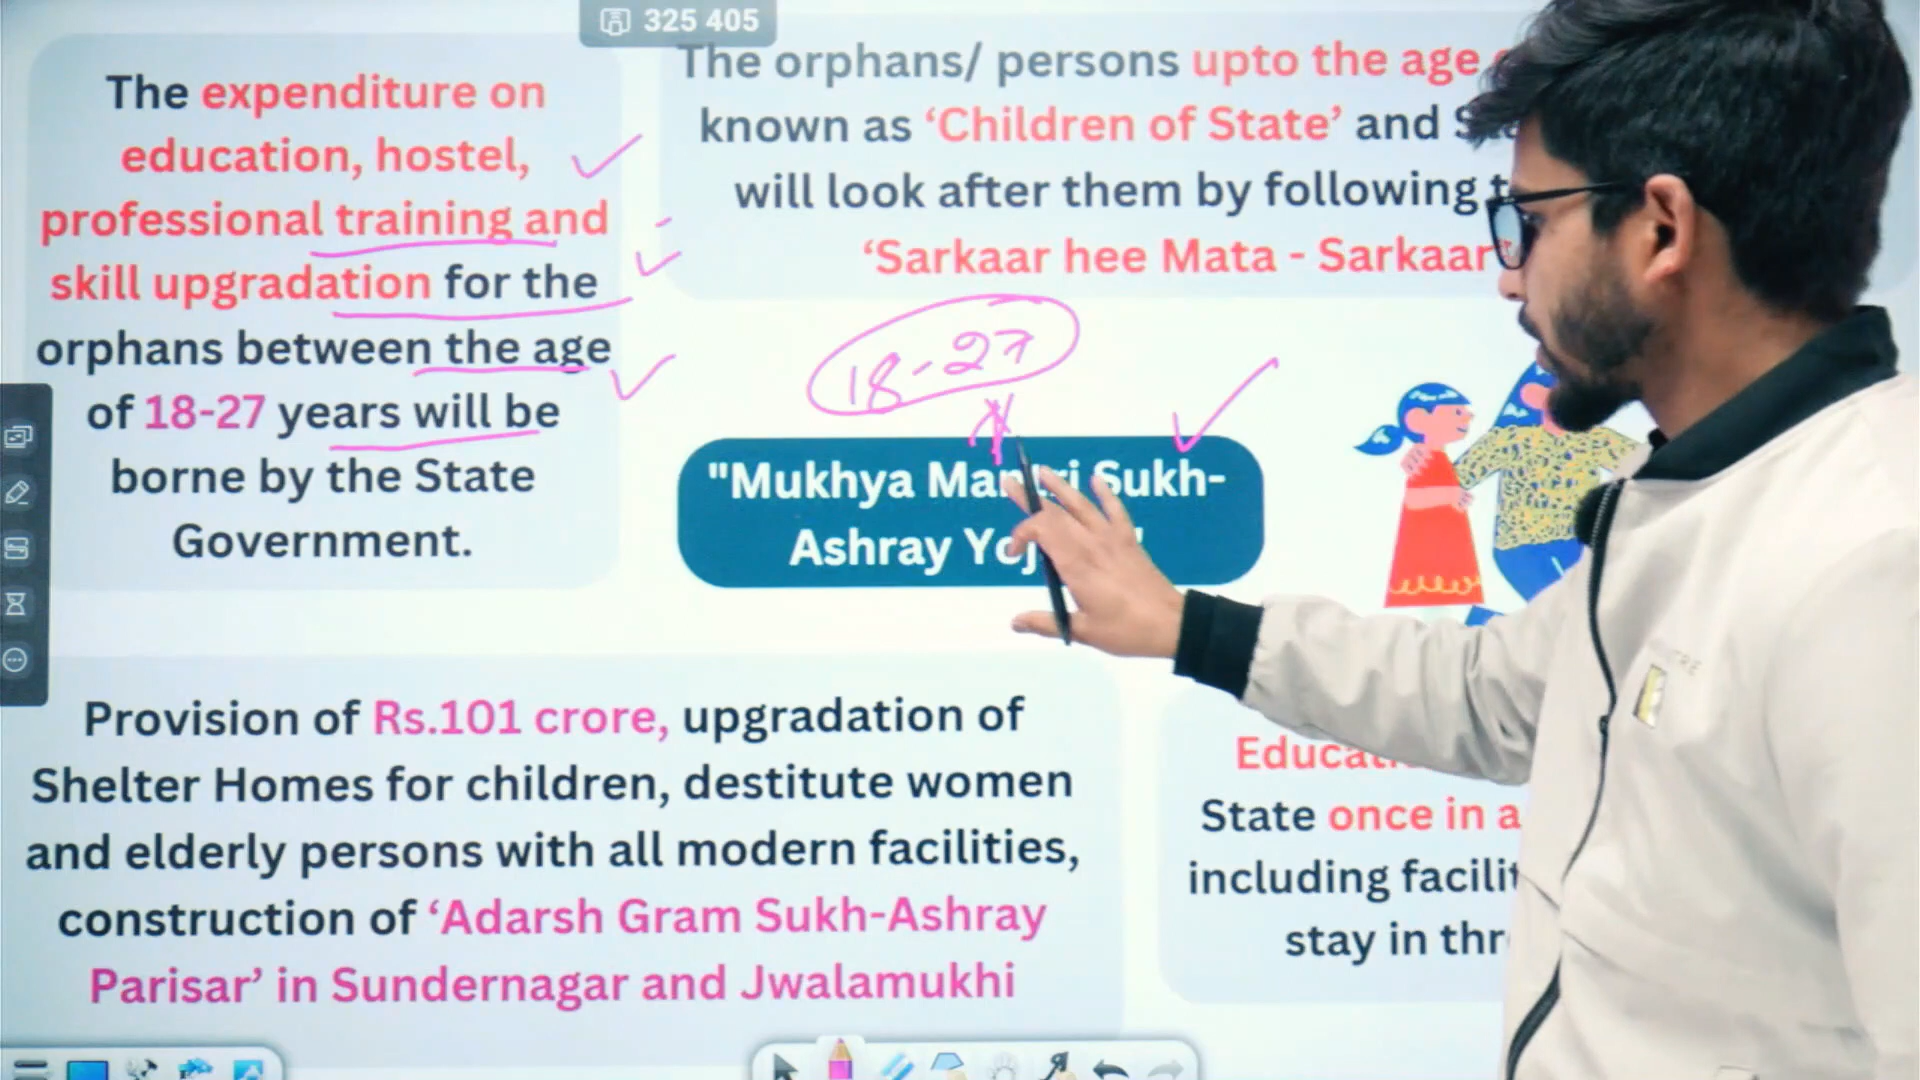 325 405
The expenditure on
education, hostel,
professional training and
skill upgradation for the
orphans between the age
of 18-27 years will be
borne by the State
Government.
The orphans/ persons upto the age
known as ‘Children of State’ and
will look after them by following
‘Sarkaar hee Mata - Sarkaar
18-27
"Mukhya Mantri Sukh-
Ashray
Provision of Rs.101 crore, upgradation of
Shelter Homes for children, destitute women
and elderly persons with all modern facilities,
construction of ‘Adarsh Gram Sukh-Ashray
Parisar’ in Sundernagar and Jwalamukhi
State once in a
including
stay in